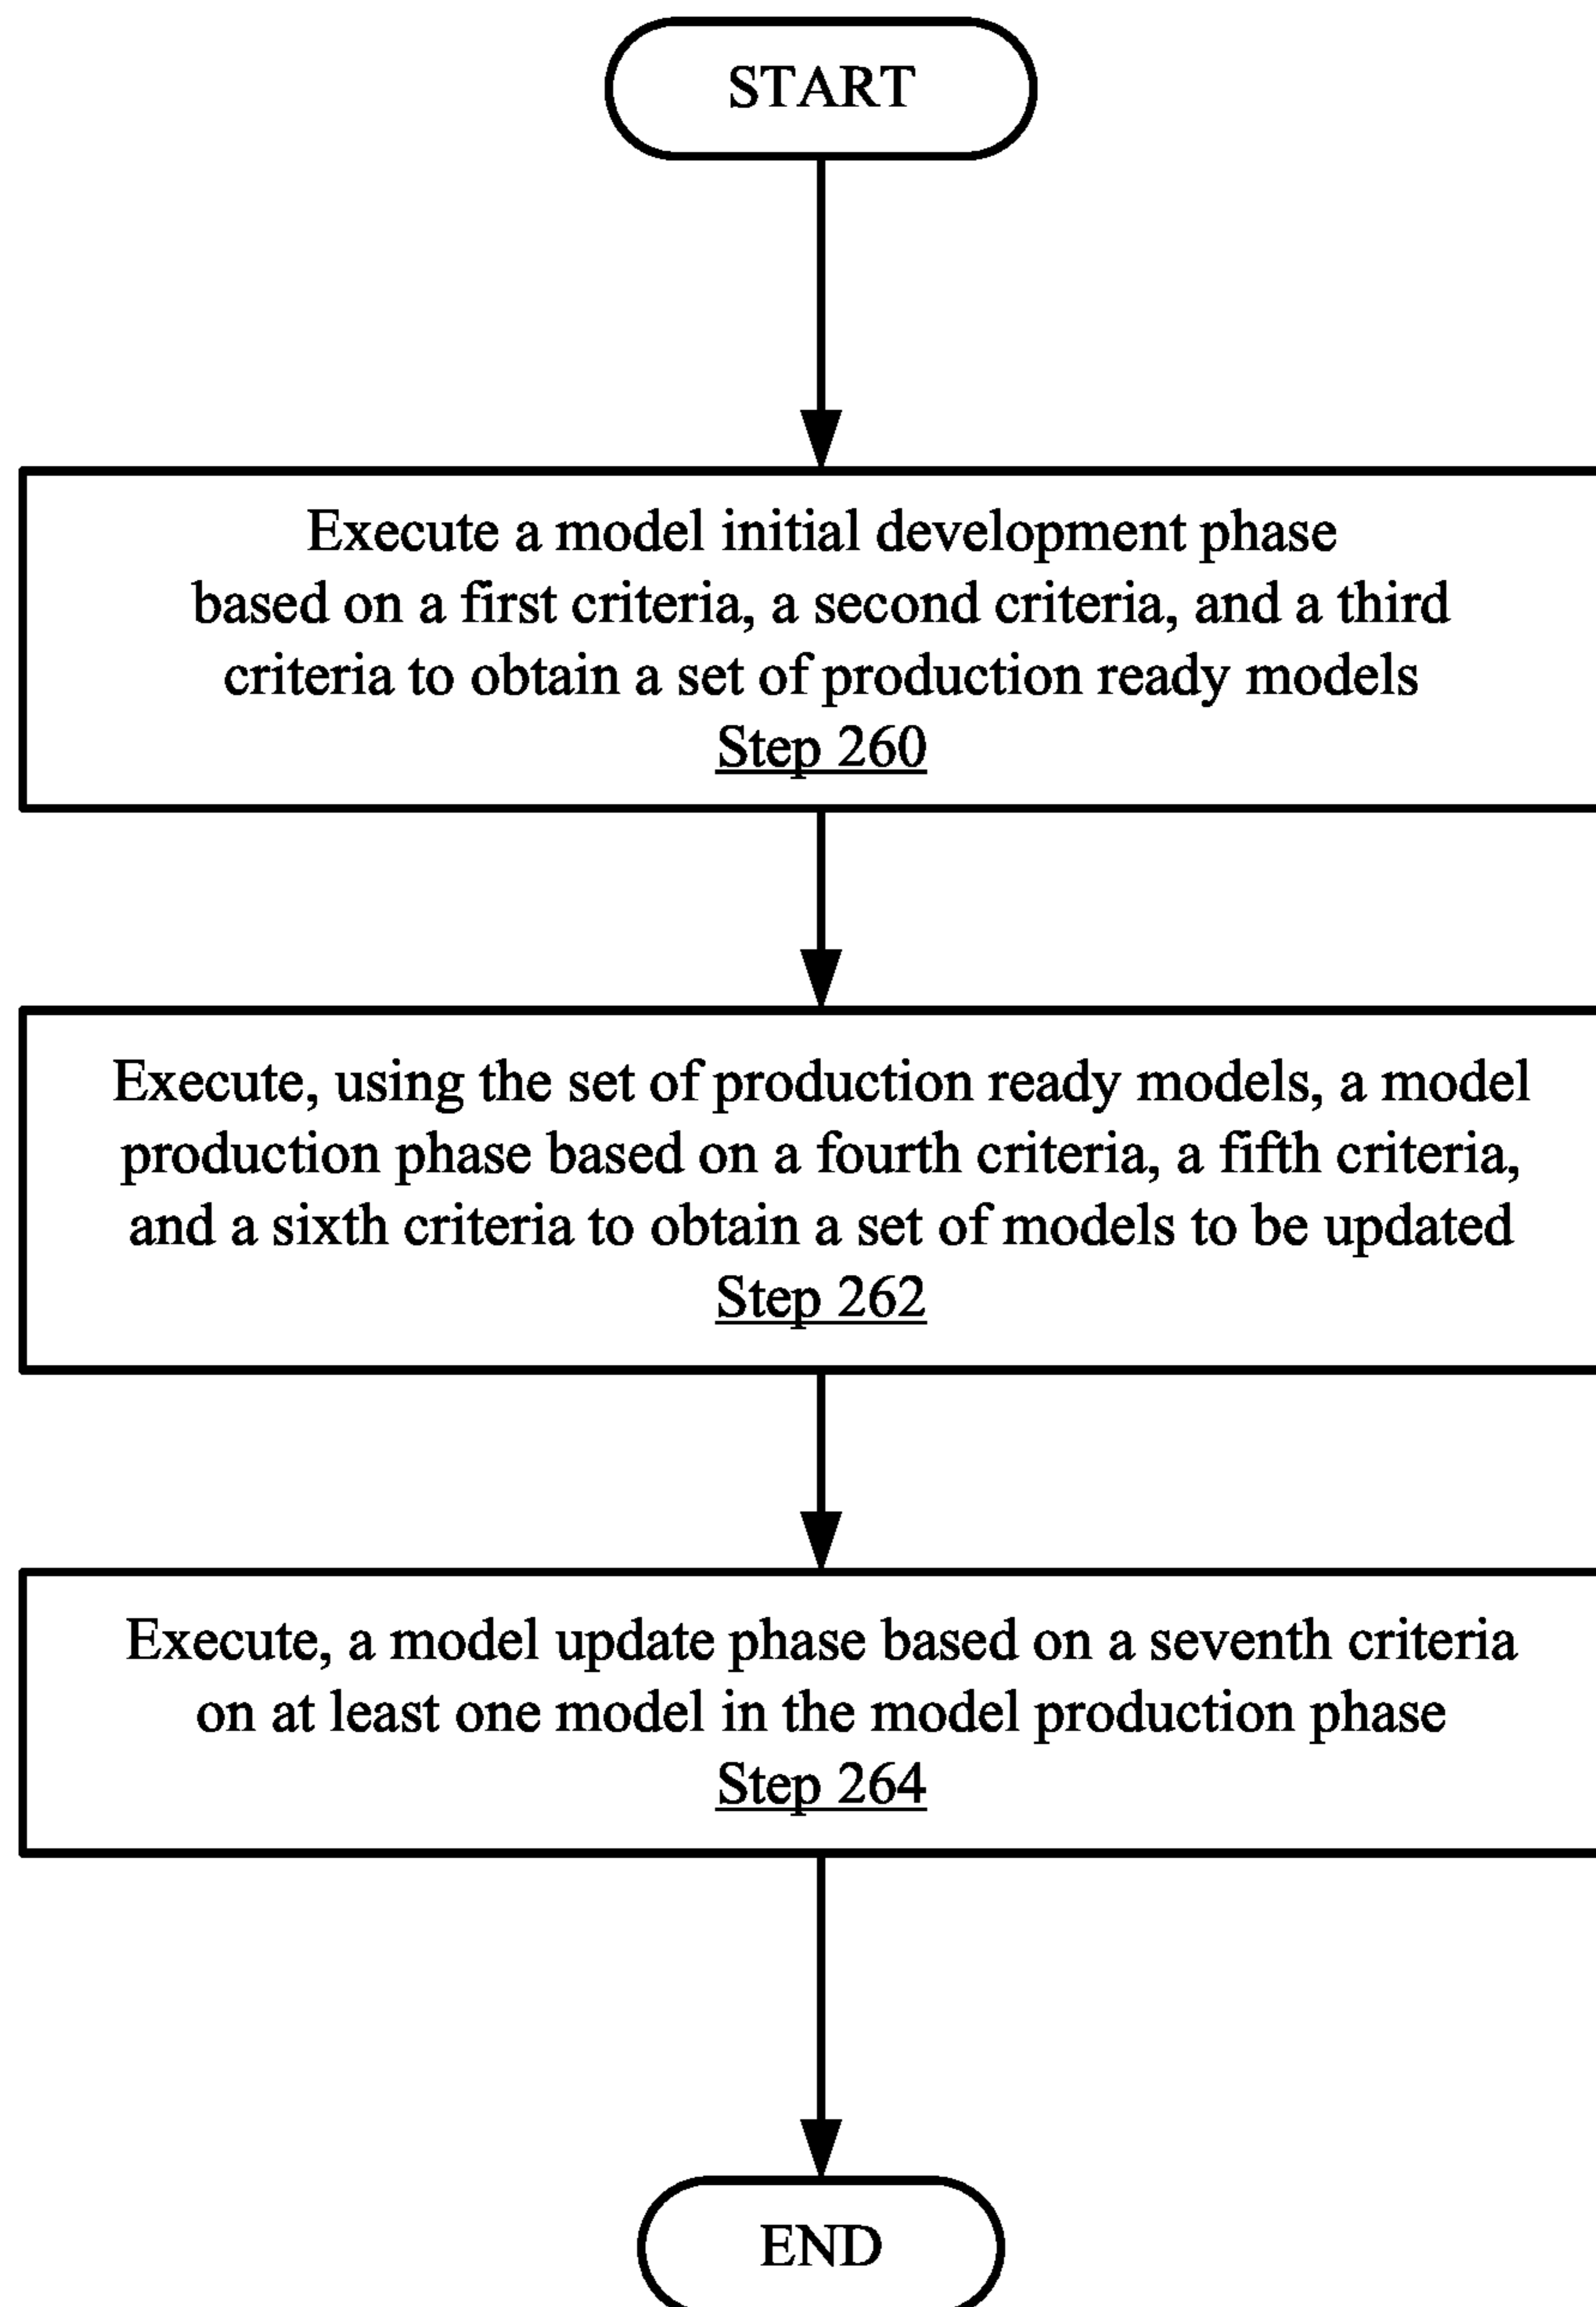 START
Execute a model initial development phase
based on a first criteria, a second criteria, and a third
criteria to obtain a set of production ready models
Step 260
Execute, using the set of production ready models, a model
production phase based on a fourth criteria, a fifth criteria,
and a sixth criteria to obtain a set of models to be updated
Step 262
Execute, a model update phase based on a seventh criteria
on at least one model in the model production phase
Step 264
END